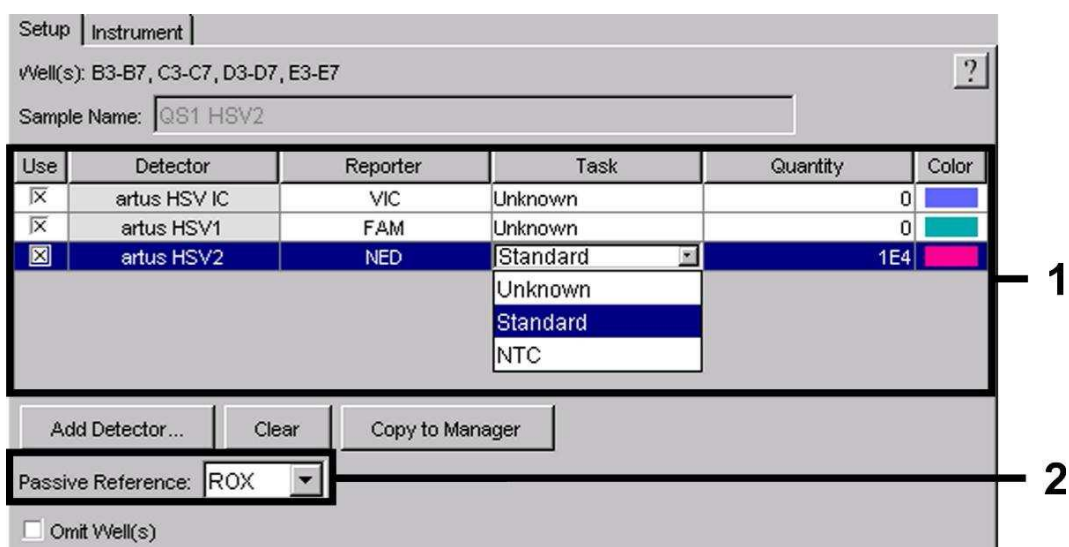 Setup Instrument
Well(s): B3-B7, C3-C7, D3-D7, E3-E7 ?
Sample Name: QS1 HSV2
Use Detector Reporter Task Quantity Color
artus HSV IC VIC Unknown 0
artus HSV1 FAM Unknown 0
artus HSV2 NED Standard 1E4
Unknown
1
Standard
NTC
Add Detector... Clear Copy to Manager
Passive Reference: ROX 2
Omit Well(s)